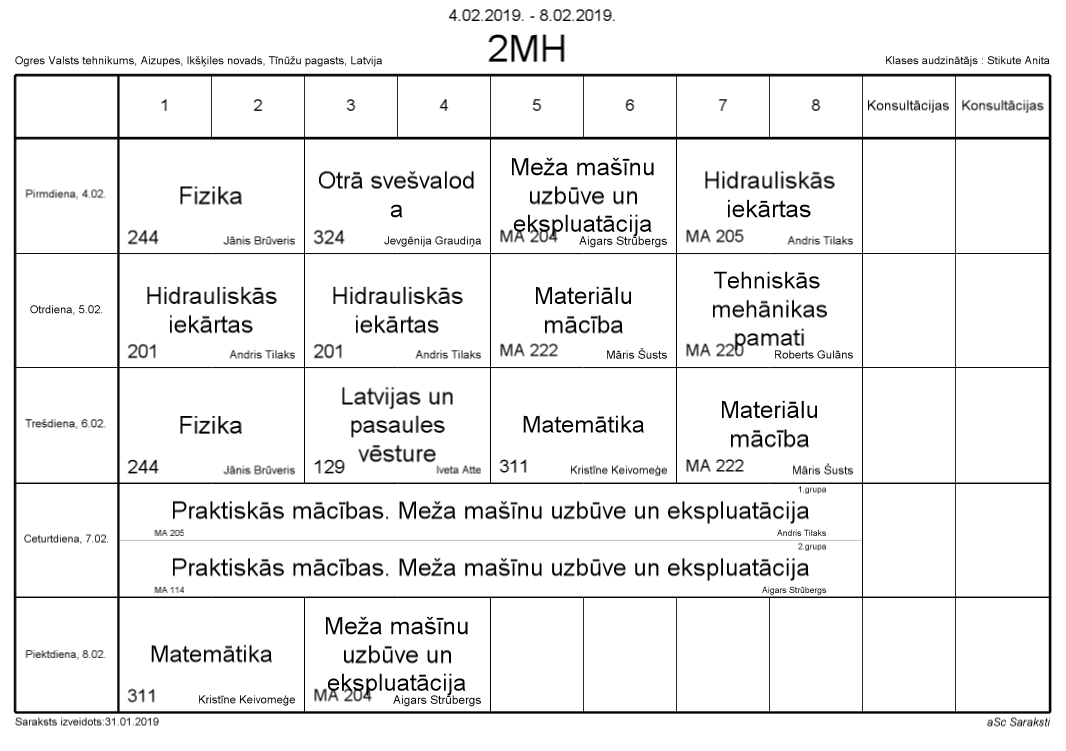 4.02.2019. - 8.02.2019.
2MH
Ogres Valsts tehnikums, Aizupes, Ikšķiles novads, Tīnūžu pagasts, Latvija
Klases audzinātājs : Stikute Anita
1 2 3 4 5 6 7 8 Konsultācijas Konsultācijas
Pirmdiena, 4.02.
Fizika
244 Jānis Brūveris
Otrā svešvalod
a
324 Jevgēnija Graudiņa
Meža mašīnu
uzbūve un
ekspluatācija
MA 204 Aigars Strūbergs
Hidrauliskās
iekārtas
MA 205 Andris Tilaks
Otrdiena, 5.02.
Hidrauliskās
iekārtas
201 Andris Tilaks
Hidrauliskās
iekārtas
201 Andris Tilaks
Materiālu
mācība
MA 222 Māris Šusts
Tehniskās
mehānikas
pamati
MA 220 Roberts Gulāns
Trešdiena, 6.02.
Fizika
244 Jānis Brūveris
Latvijas un
pasaules
vēsture
129 Iveta Atte
Matemātika
311 Kristīne Keivomeģe
Materiālu
mācība
MA 222 Māris Šusts
Ceturtdiena, 7.02.
1.grupa
Praktiskās mācības. Meža mašīnu uzbūve un ekspluatācija
MA 205 Andris Tilaks
2.grupa
Praktiskās mācības. Meža mašīnu uzbūve un ekspluatācija
MA 114 Aigars Strūbergs
Piektdiena, 8.02.
Matemātika
311 Kristīne Keivomeģe
Meža mašīnu
uzbūve un
ekspluatācija
MA 204 Aigars Strūbergs
Saraksts izveidots:31.01.2019
aSc Saraksti